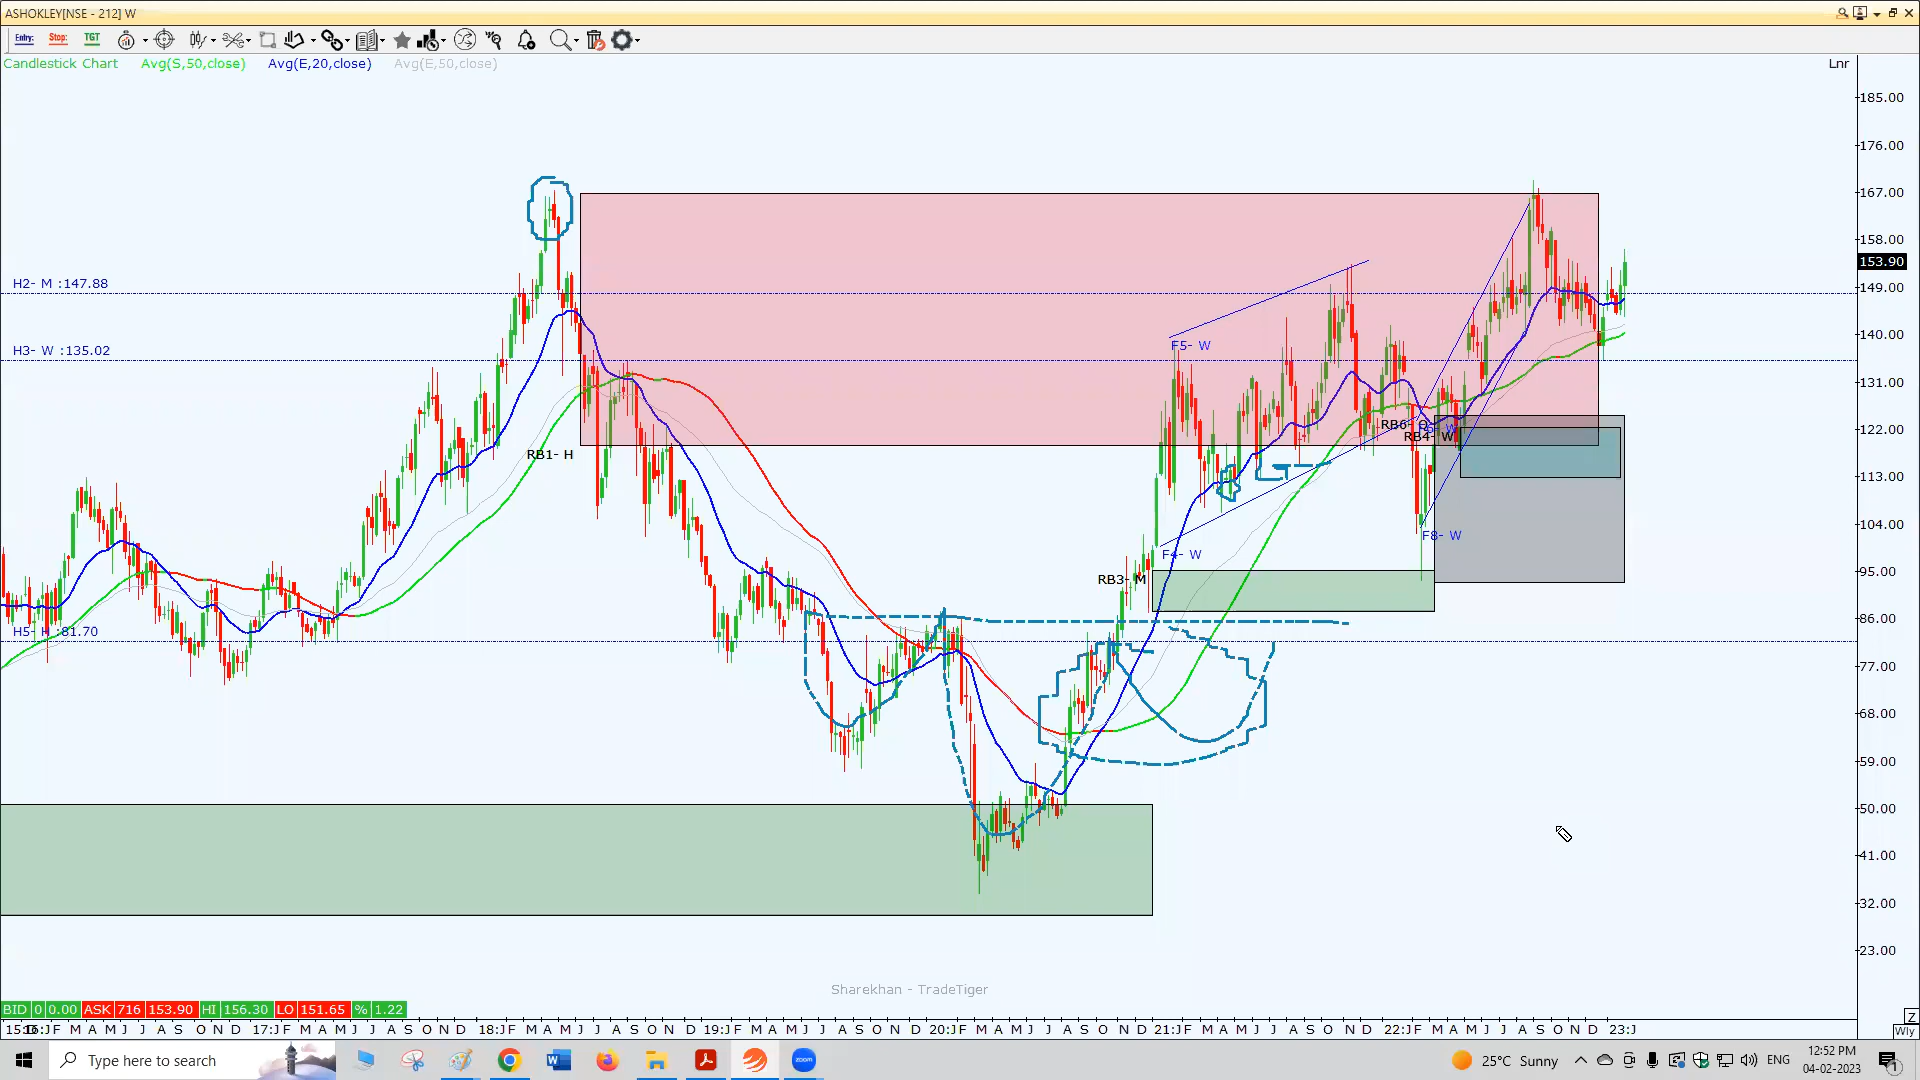 ASHOKLEY[NSE - 212] W
Entry: Stop: TGT
Candlestick Chart Avg(S,50,close) Avg(E,20,close) Avg(E,50,close) Lnr
185.00
176.00
167.00
158.00
153.90
H2- M :147.88
149.00
140.00
F5- W
H3- W :135.02
131.00
122.00
RB4- W
RB1- H
113.00
104.00
F8- W
F4- W
95.00
RB3- M
86.00
H5- H :81.70
77.00
68.00
59.00
50.00
41.00
32.00
23.00
Sharekhan - TradeTiger
BID 0 0.00 ASK 716 153.90 HI 156.30 LO 151.65 % 1.22
Z
F M A M J J A S O N D 17:J F M A M J J A S O N D 18:J F M A M J J A S O N D 19:J F M A M J J A S O N D 20:J F M A M J J A S O N D 21:J F M A M J J A S O N D 22:J F M A M J J A S O N D 23:J
Wly
Type here to search
25°C Sunny
ENG
12:52 PM
04-02-2023
1